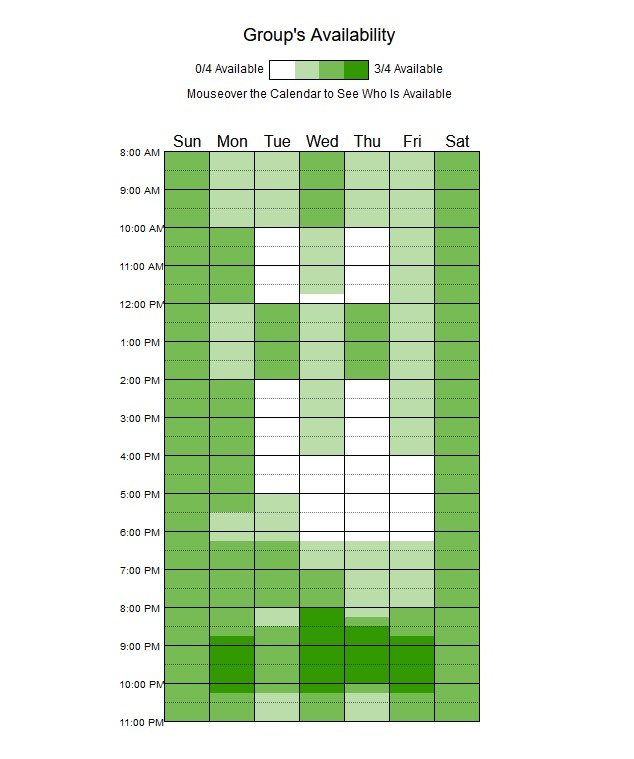 Group's Availability
0/4 Available 3/4 Available
Mouseover the Calendar to See Who Is Available
Sun Mon Tue Wed Thu Fri Sat
8:00 AM
9:00 AM
10:00 AM
11:00 AM
12:00 PM
1:00 PM
2:00 PM
3:00 PM
4:00 PM
5:00 PM
6:00 PM
7:00 PM
8:00 PM
9:00 PM
10:00 PM
11:00 PM